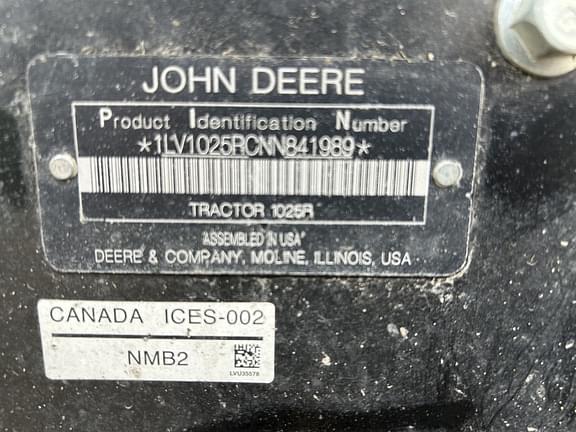 JOHN DEERE
Product Identification Number
*1LV1025RCNN841989*
TRACTOR 1025R
ASSEMBLED IN USA
DEERE & COMPANY, MOLINE, ILLINOIS, USA
CANADA ICES-002
NMB2
LVU35578